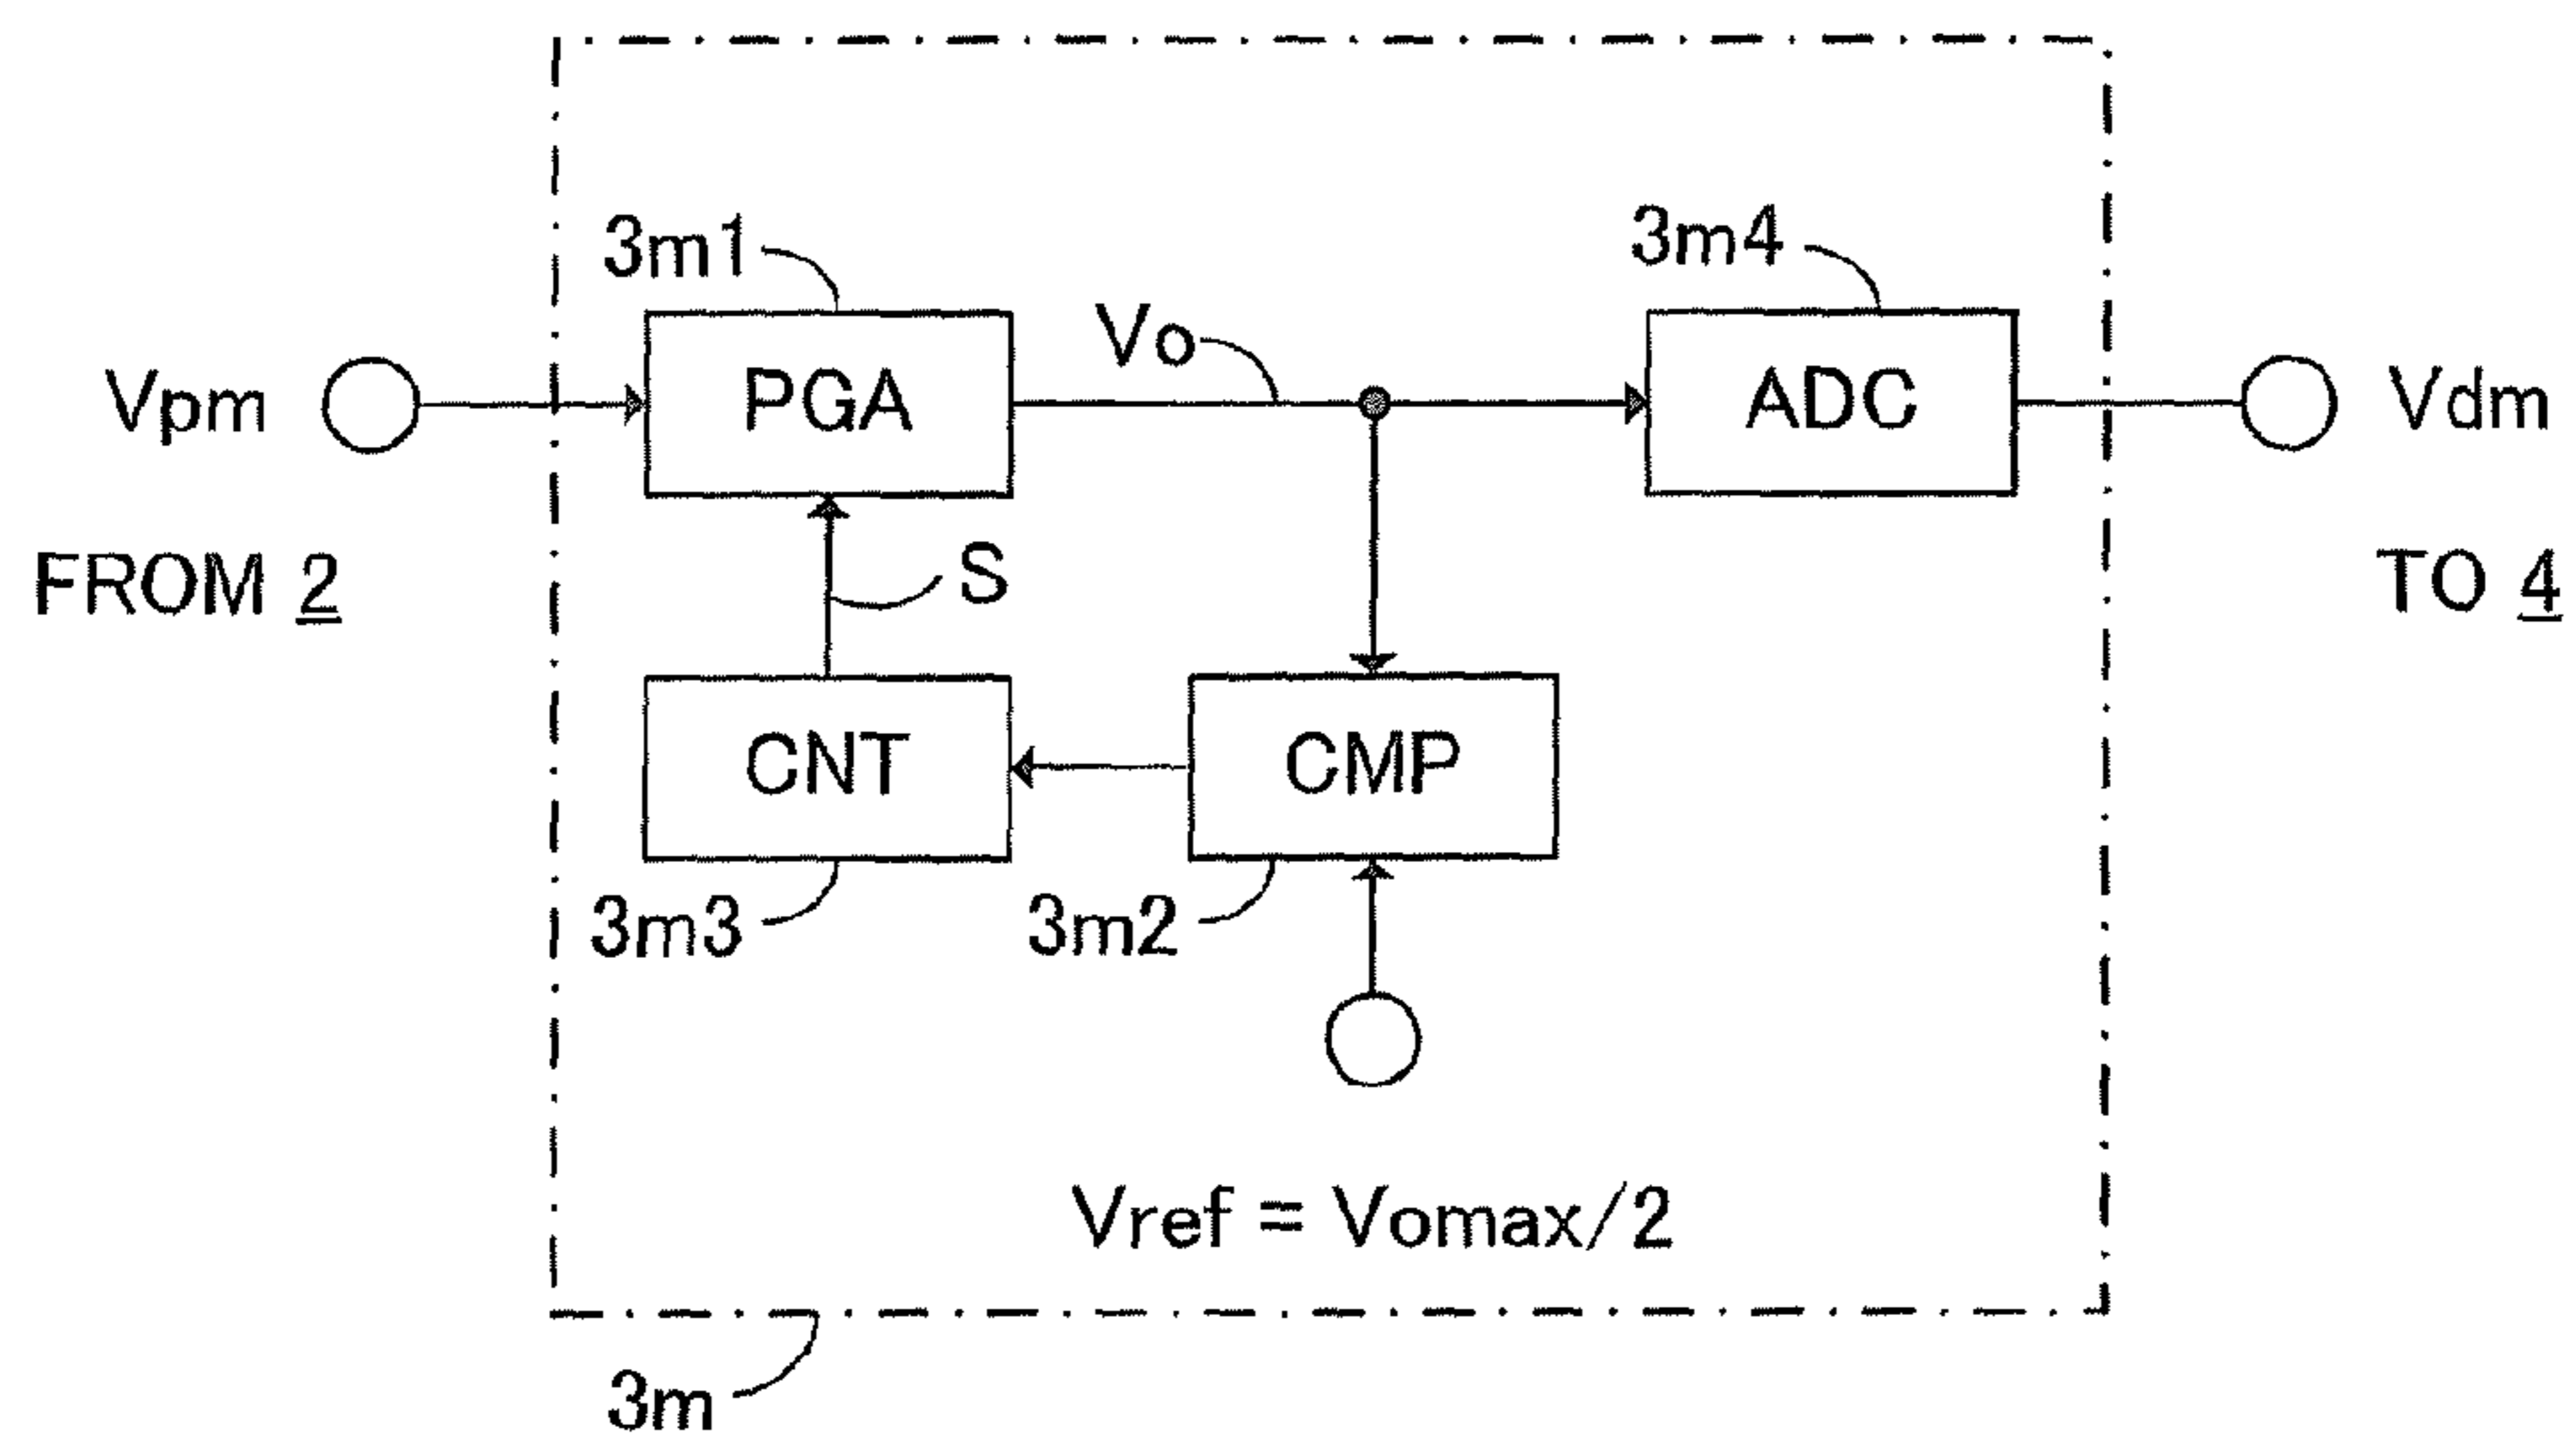 3m1
3m4
Vo
Vpm
PGA
ADC
Vdm
FROM 2
S
TO 4
CNT
CMP
3m3
3m2
Vref = Vomax/2
3m